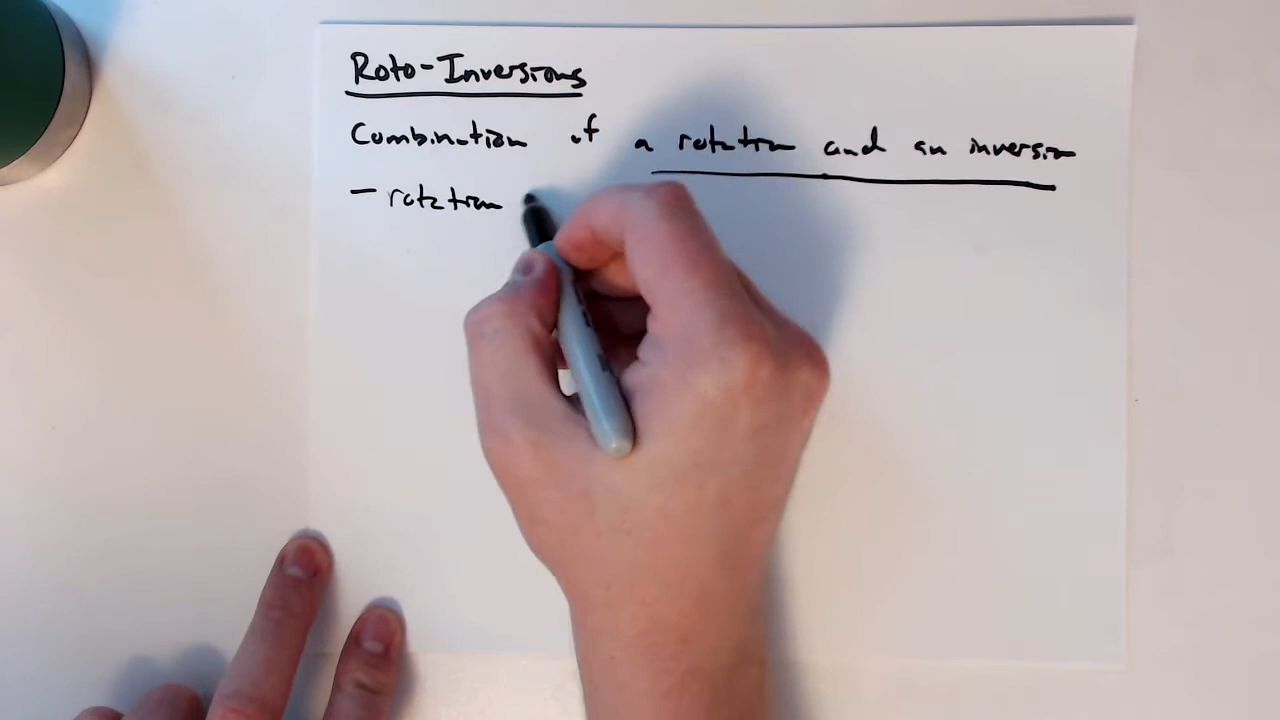 Roto-Inversions
Combination of a rotation and an inversion
- rotation